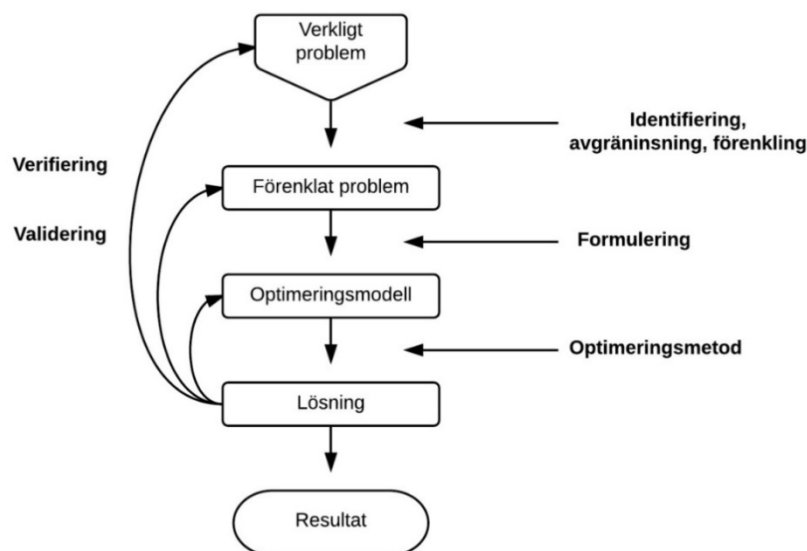 Verkligt
problem
Identifiering,
avgräninsning, förenkling
Verifiering
Förenklat problem
Validering
Formulering
Optimeringsmodell
Optimeringsmetod
Lösning
Resultat